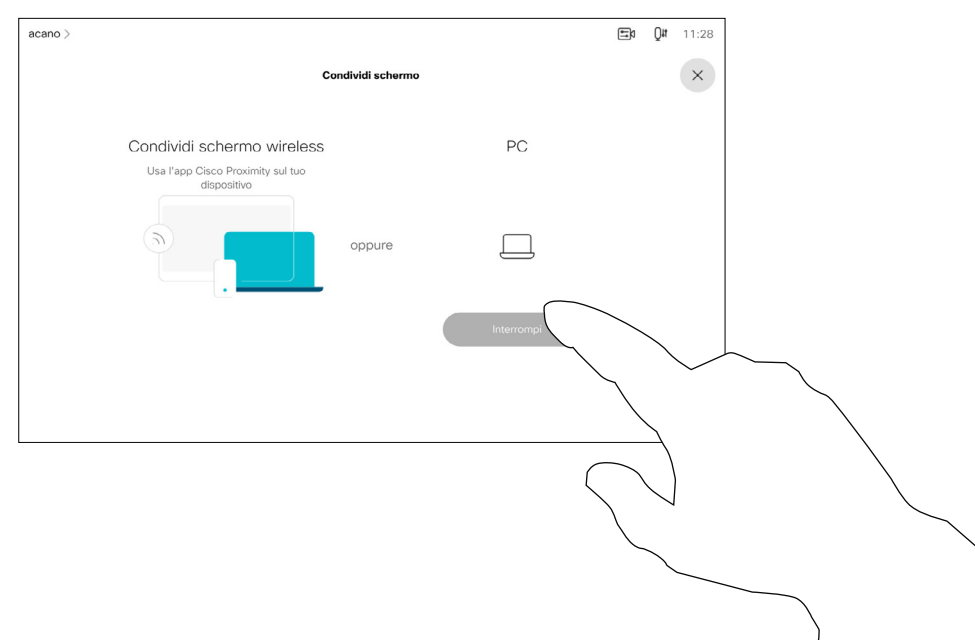 acano
11:28
Condividi schermo
Condividi schermo wireless
Usa l'app Cisco Proximity sul tuo
dispositivo
oppure
PC
Interrompi